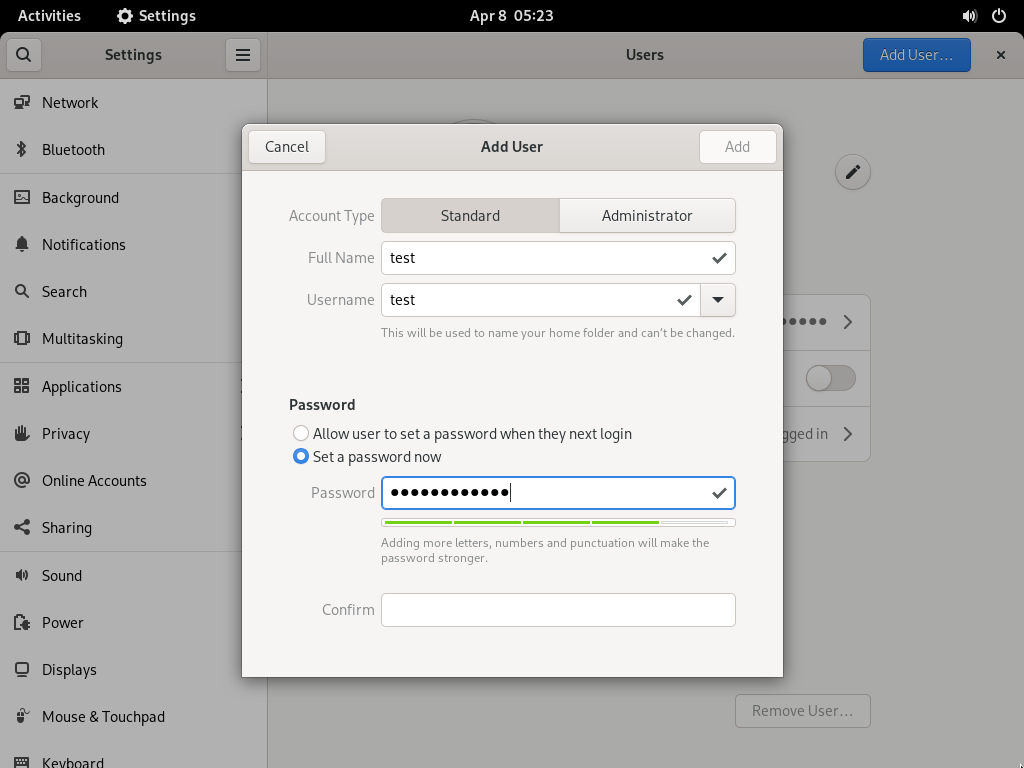 Activities
Settings
Apr 8 05:23
Settings
Users
Add User…
Network
Bluetooth
Background
Notifications
Search
Multitasking
Applications
Privacy
Online Accounts
Sharing
Sound
Power
Displays
Mouse & Touchpad
Keyboard
Cancel
Add User
Add
Account Type
Standard
Administrator
Full Name
test
Username
test
This will be used to name your home folder and can't be changed.
Password
Allow user to set a password when they next login
Set a password now
Password
●●●●●●●●●●●●
Adding more letters, numbers and punctuation will make the
password stronger.
Confirm
gged in
Remove User…